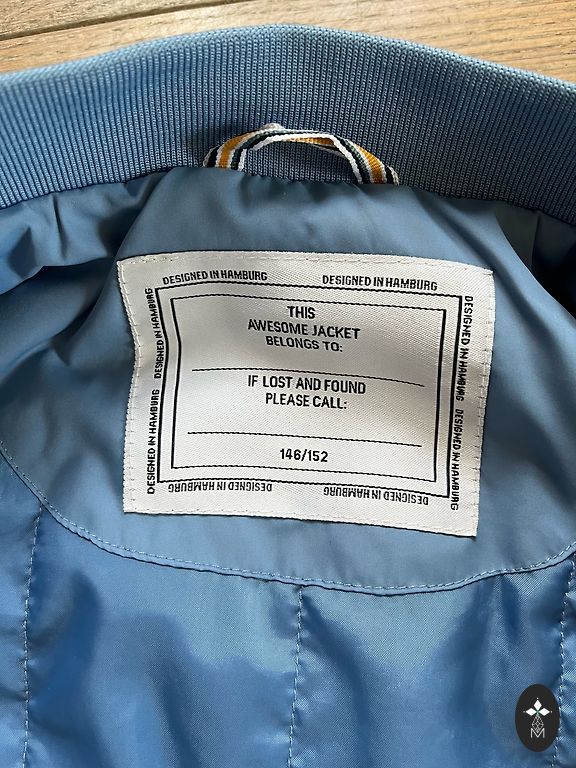 DESIGNED IN HAMBURG DESIGNED IN HAMBURG
DESIGNED IN HAMBURG
DESIGNED IN HAMBURG
THIS
AWESOME JACKET
BELONGS TO:
IF LOST AND FOUND
PLEASE CALL:
146/152
DESIGNED IN HAMBURG
DESIGNED IN HAMBURG
DESIGNED IN HAMBURG DESIGNED IN HAMBURG
M